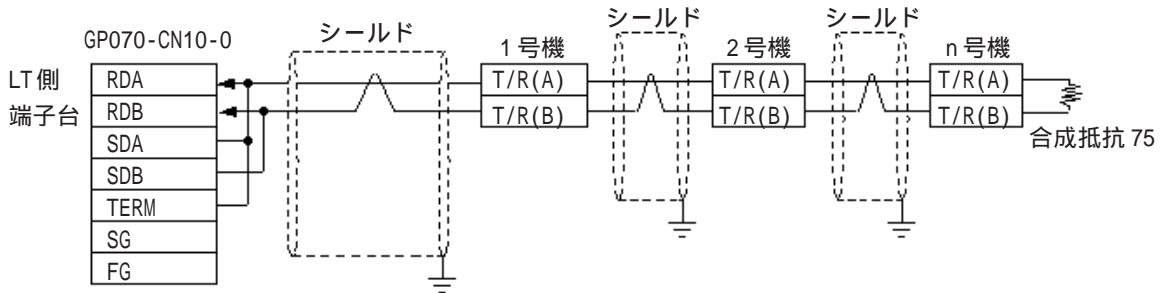 GP070-CN10-0
LT側
端子台
RDA
RDB
SDA
SDB
TERM
SG
FG
シールド
1号機
T/R(A)
T/R(B)
シールド
2号機
T/R(A)
T/R(B)
シールド
n号機
T/R(A)
T/R(B)
合成抵抗 75